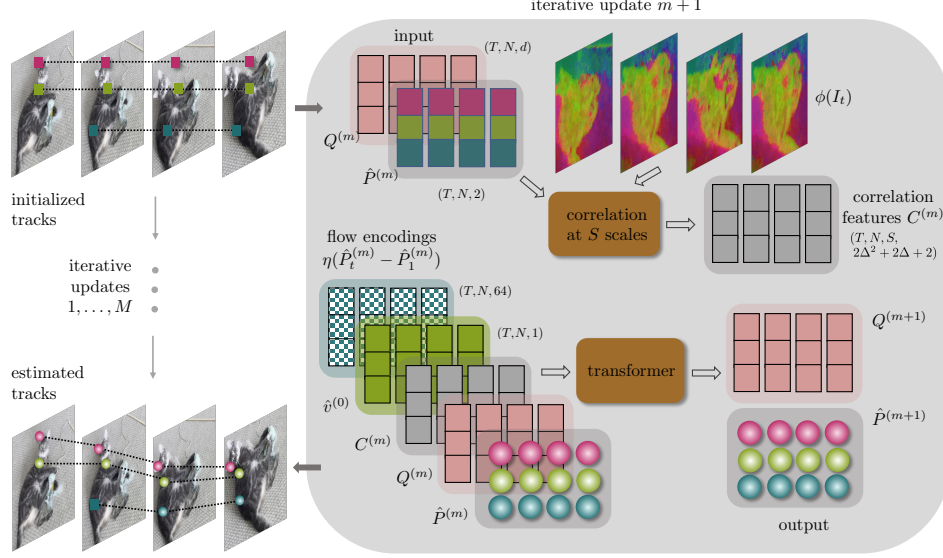 iterative update m + 1
input
(T, N, d)
Q^(m)
P̂^(m)
(T, N, 2)
ϕ(I_t)
correlation
at S scales
correlation
features C^(m)
(T, N, S,
2Δ² + 2Δ + 2)
initialized
tracks
iterative
updates
1, . . . , M
estimated
tracks
flow encodings
η(P̂_t^(m) − P̂_1^(m))
(T, N, 64)
(T, N, 1)
v̂^(0)
C^(m)
Q^(m)
P̂^(m)
transformer
Q^(m+1)
P̂^(m+1)
output